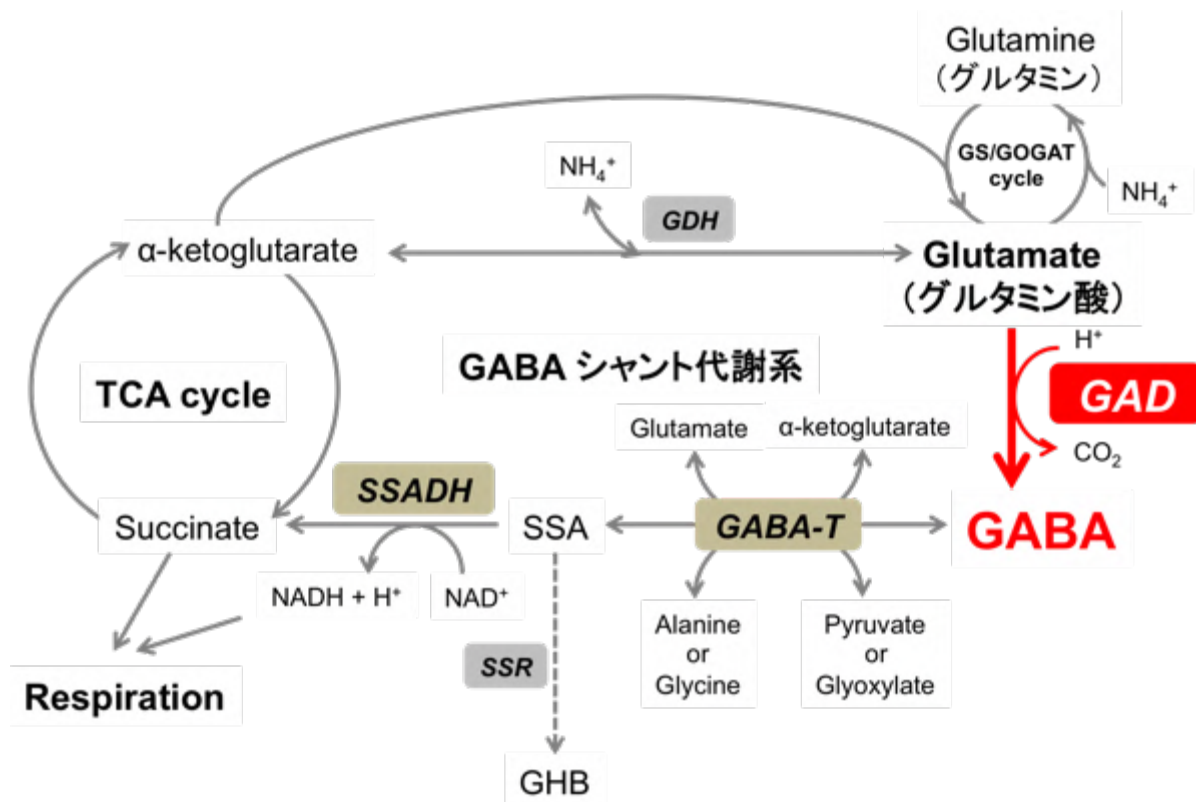 Glutamine
（グルタミン）
GS/GOGAT
cycle
NH₄⁺
NH₄⁺
GDH
α-ketoglutarate
Glutamate
（グルタミン酸）
H⁺
GABA シャント代謝系
TCA cycle
GAD
Glutamate
α-ketoglutarate
CO₂
SSADH
Succinate
SSA
GABA-T
GABA
NADH + H⁺
NAD⁺
Alanine
or
Glycine
Pyruvate
or
Glyoxylate
SSR
Respiration
GHB